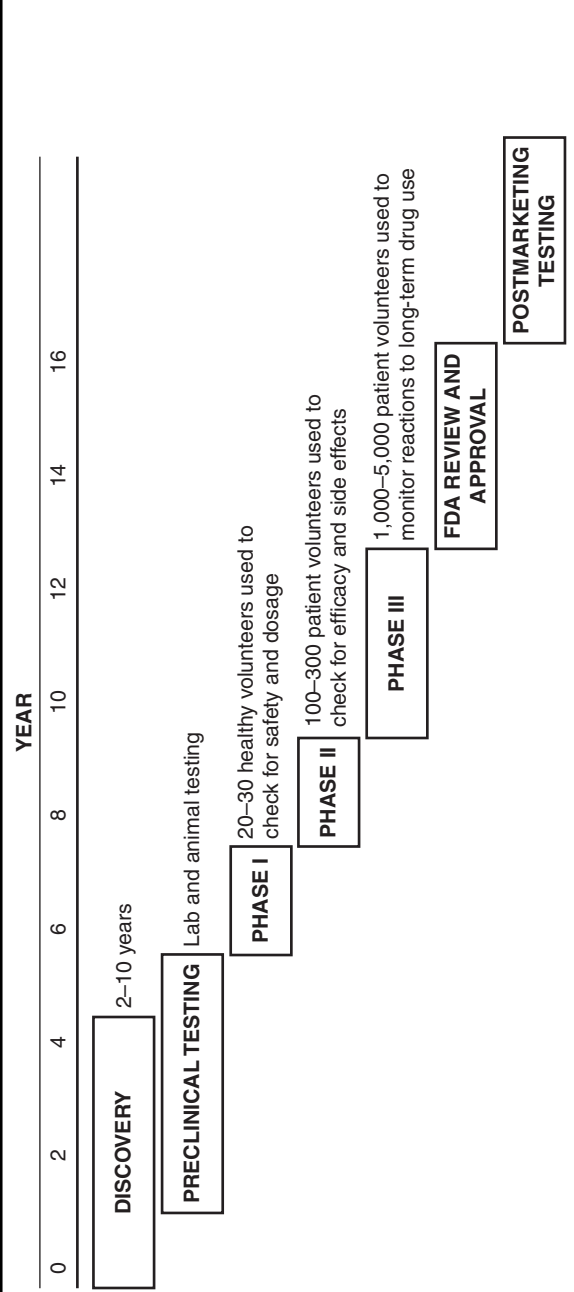 YEAR
0 2 4 6 8 10 12 14 16
DISCOVERY
2–10 years
PRECLINICAL TESTING
Lab and animal testing
PHASE I
20–30 healthy volunteers used to
check for safety and dosage
PHASE II
100–300 patient volunteers used to
check for efficacy and side effects
PHASE III
1,000–5,000 patient volunteers used to
monitor reactions to long-term drug use
FDA REVIEW AND
APPROVAL
POSTMARKETING
TESTING